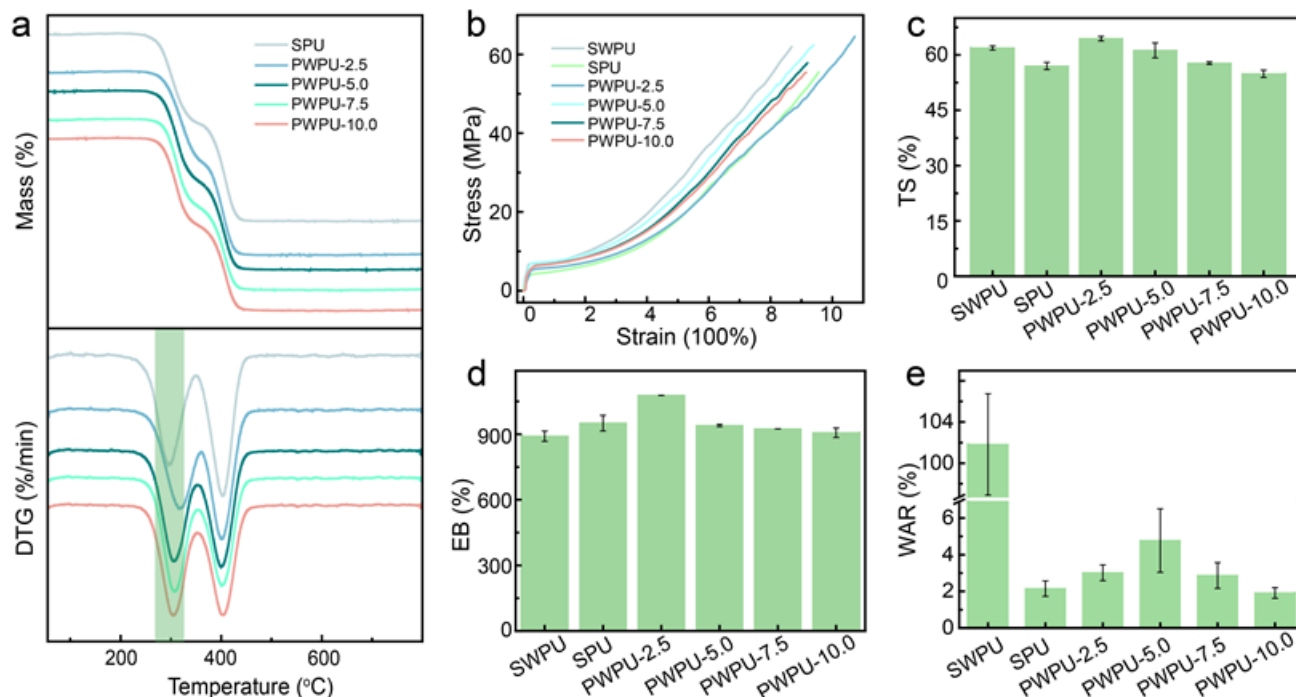 a
SPU
PWPU-2.5
PWPU-5.0
PWPU-7.5
PWPU-10.0
Mass (%)
DTG (%/min)
200
400
600
Temperature (°C)
b
60
40
20
0
SWPU
SPU
PWPU-2.5
PWPU-5.0
PWPU-7.5
PWPU-10.0
Stress (MPa)
0
2
4
6
8
10
Strain (100%)
c
60
45
30
15
0
TS (%)
SWPU
SPU
PWPU-2.5
PWPU-5.0
PWPU-7.5
PWPU-10.0
d
900
600
300
0
EB (%)
SWPU
SPU
PWPU-2.5
PWPU-5.0
PWPU-7.5
PWPU-10.0
e
104
100
6
4
2
0
WAR (%)
SWPU
SPU
PWPU-2.5
PWPU-5.0
PWPU-7.5
PWPU-10.0